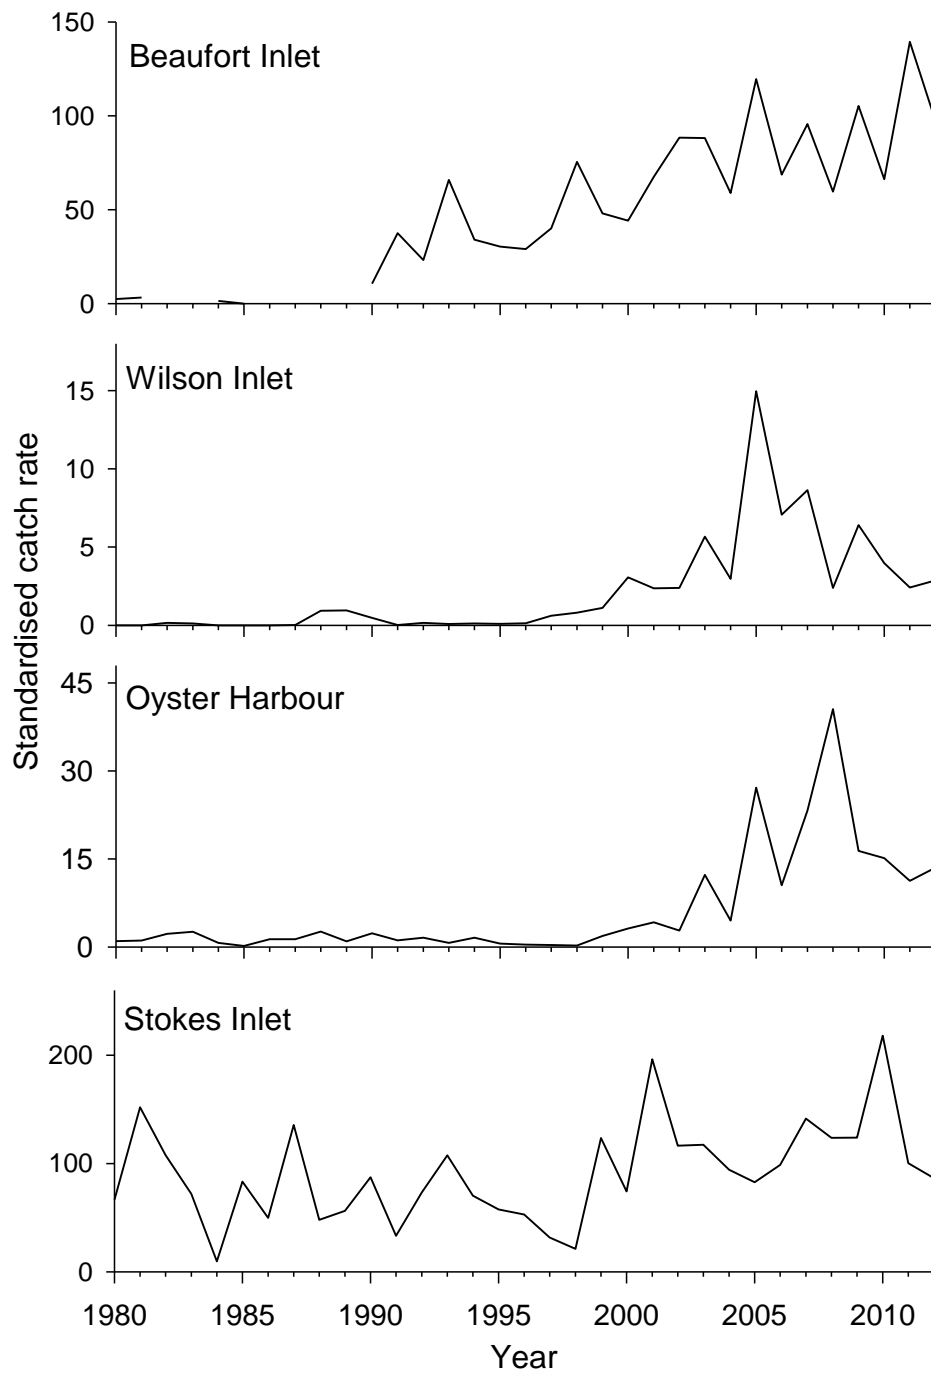 150
Beaufort Inlet
100
50
0
Wilson Inlet
15
10
5
0
Standardised catch rate
45
Oyster Harbour
30
15
0
Stokes Inlet
200
100
0
1980 1985 1990 1995 2000 2005 2010
Year